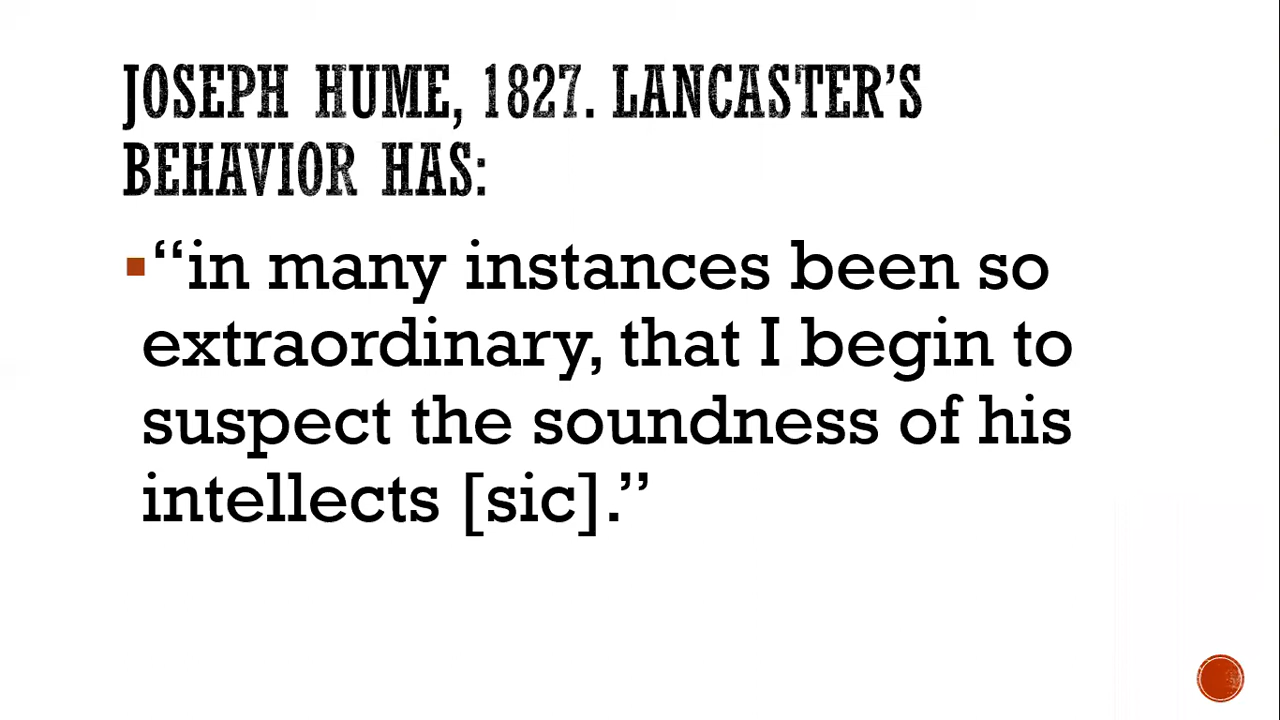 JOSEPH HUME, 1827. LANCASTER’S
BEHAVIOR HAS:
▪“in many instances been so
extraordinary, that I begin to
suspect the soundness of his
intellects [sic].”